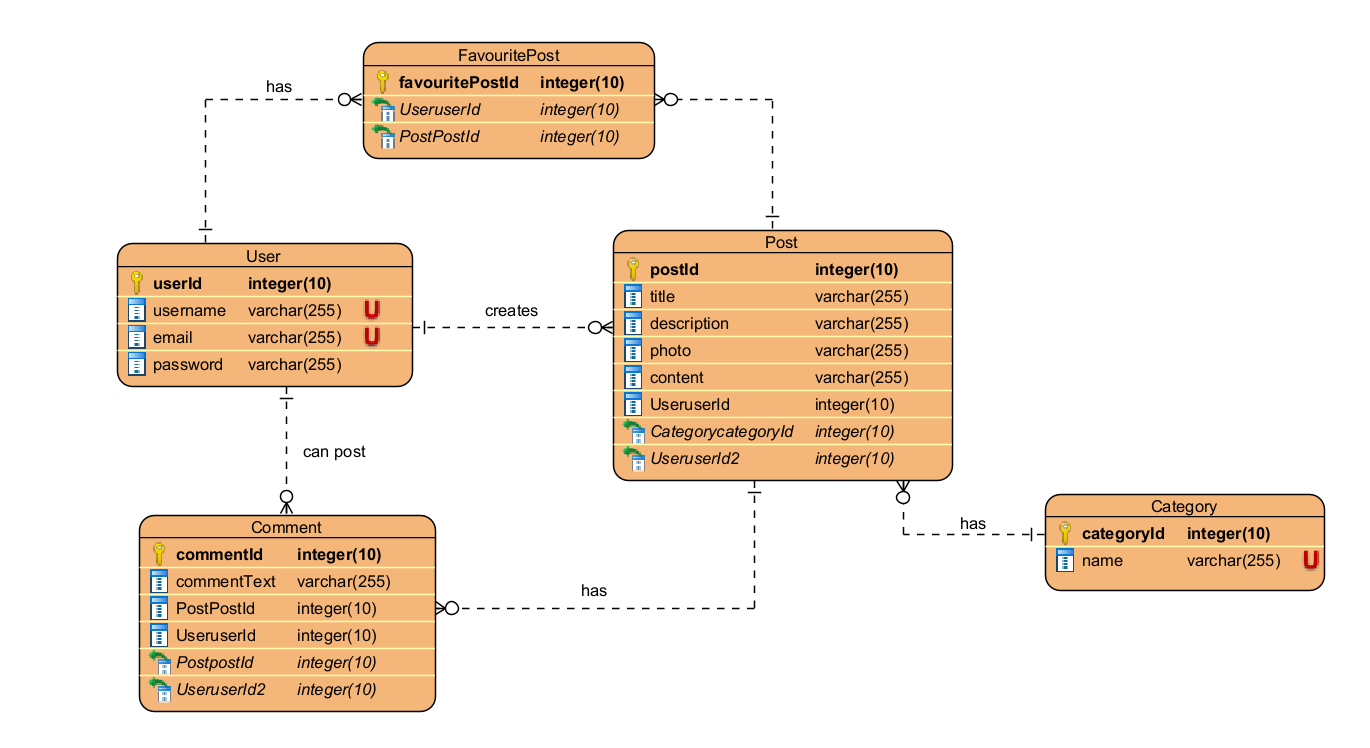 FavouritePost
favouritePostId integer(10)
UseruserId integer(10)
PostPostId integer(10)
has
User
userId integer(10)
username varchar(255) U
email varchar(255) U
password varchar(255)
creates
Post
postId integer(10)
title varchar(255)
description varchar(255)
photo varchar(255)
content varchar(255)
UseruserId integer(10)
CategorycategoryId integer(10)
UseruserId2 integer(10)
can post
Comment
commentId integer(10)
commentText varchar(255)
PostPostId integer(10)
UseruserId integer(10)
PostpostId integer(10)
UseruserId2 integer(10)
has
has
Category
categoryId integer(10)
name varchar(255) U